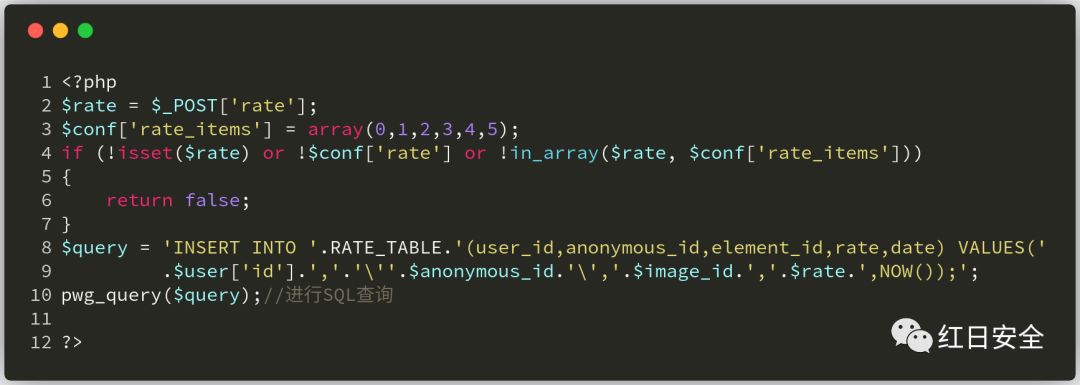 1 <?php
2 $rate = $_POST['rate'];
3 $conf['rate_items'] = array(0,1,2,3,4,5);
4 if (!isset($rate) or !$conf['rate'] or !in_array($rate, $conf['rate_items']))
5 {
6     return false;
7 }
8 $query = 'INSERT INTO '.RATE_TABLE.'(user_id,anonymous_id,element_id,rate,date) VALUES('
9         .$user['id'].','.'\''.$anonymous_id.'\','.$image_id.','.$rate.',NOW());';
10 pwg_query($query);//进行SQL查询
11
12 ?>
红日安全